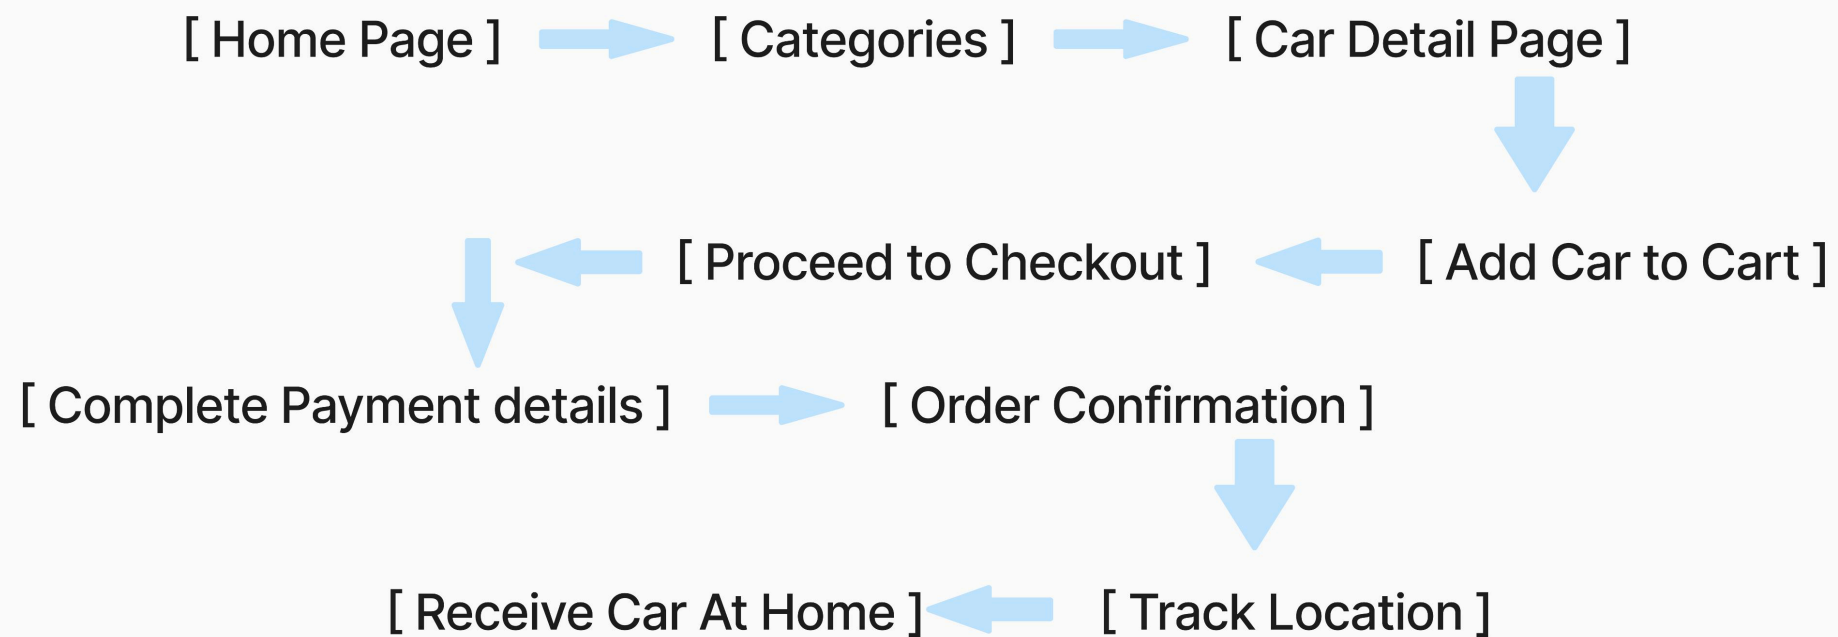 [ Home Page ] [ Categories ] [ Car Detail Page ]
[ Proceed to Checkout ] [ Add Car to Cart ]
[ Complete Payment details ] [ Order Confirmation ]
[ Receive Car At Home ] [ Track Location ]